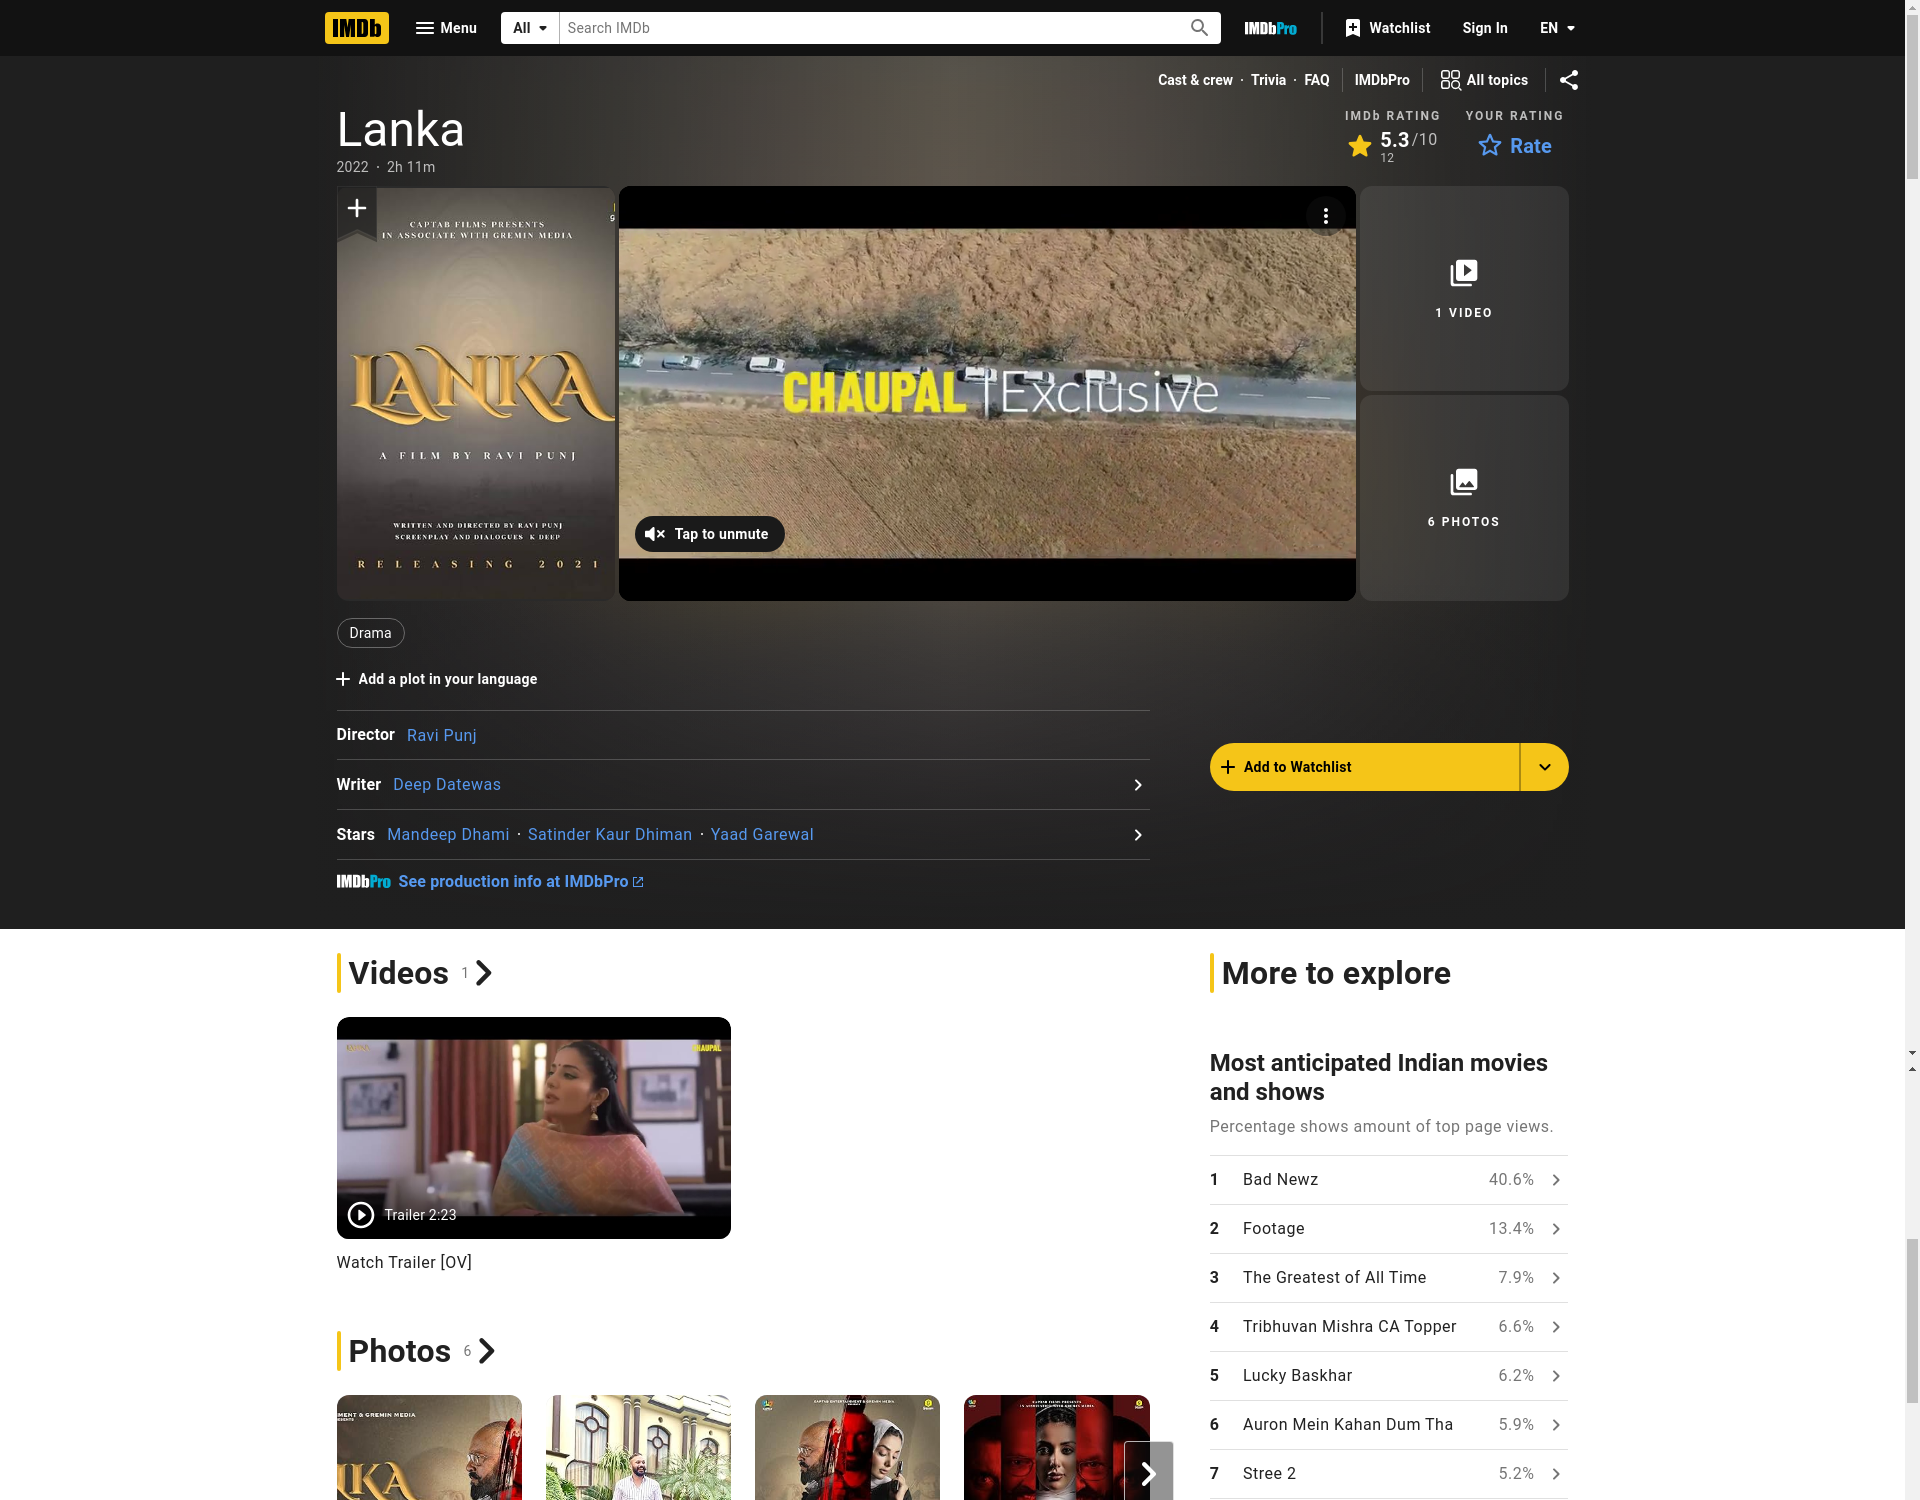 IMDb
Menu
All
Search IMDb
IMDbPro
Watchlist
Sign In
EN
Cast & crew · Trivia · FAQ
IMDbPro
All topics
Lanka
2022 · 2h 11m
IMDb RATING
5.3/10
12
YOUR RATING
Rate
CAPTAB FILMS PRESENTS
IN ASSOCIATE WITH GREMIN MEDIA
LANKA
A FILM BY RAVI PUNJ
WRITTEN AND DIRECTED BY RAVI PUNJ
SCREENPLAY AND DIALOGUES K DEEP
RELEASING 2021
CHAUPAL | Exclusive
Tap to unmute
1 VIDEO
6 PHOTOS
Drama
Add a plot in your language
Director Ravi Punj
Writer Deep Datewas
Stars Mandeep Dhami · Satinder Kaur Dhiman · Yaad Garewal
IMDbPro See production info at IMDbPro
Add to Watchlist
Videos 1
CHAUPAL
Trailer 2:23
Watch Trailer [OV]
Photos 6
MENT & GREMIN MEDIA
More to explore
Most anticipated Indian movies
and shows
Percentage shows amount of top page views.
1 Bad Newz 40.6%
2 Footage 13.4%
3 The Greatest of All Time 7.9%
4 Tribhuvan Mishra CA Topper 6.6%
5 Lucky Baskhar 6.2%
6 Auron Mein Kahan Dum Tha 5.9%
7 Stree 2 5.2%